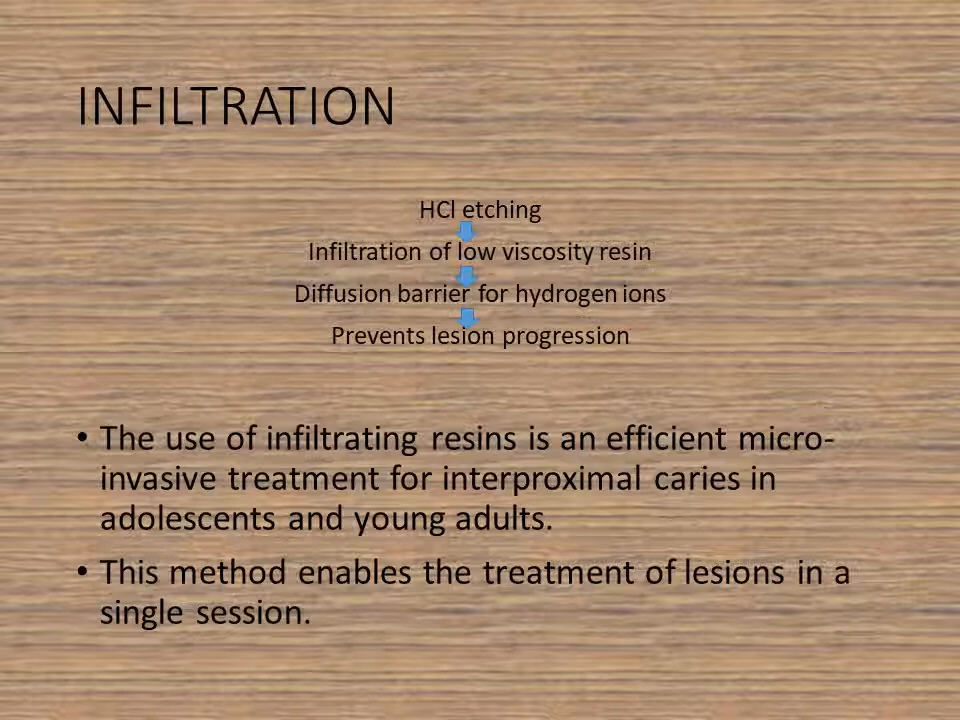 INFILTRATION
HCl etching
Infiltration of low viscosity resin
Diffusion barrier for hydrogen ions
Prevents lesion progression
• The use of infiltrating resins is an efficient micro-
invasive treatment for interproximal caries in
adolescents and young adults.
• This method enables the treatment of lesions in a
single session.